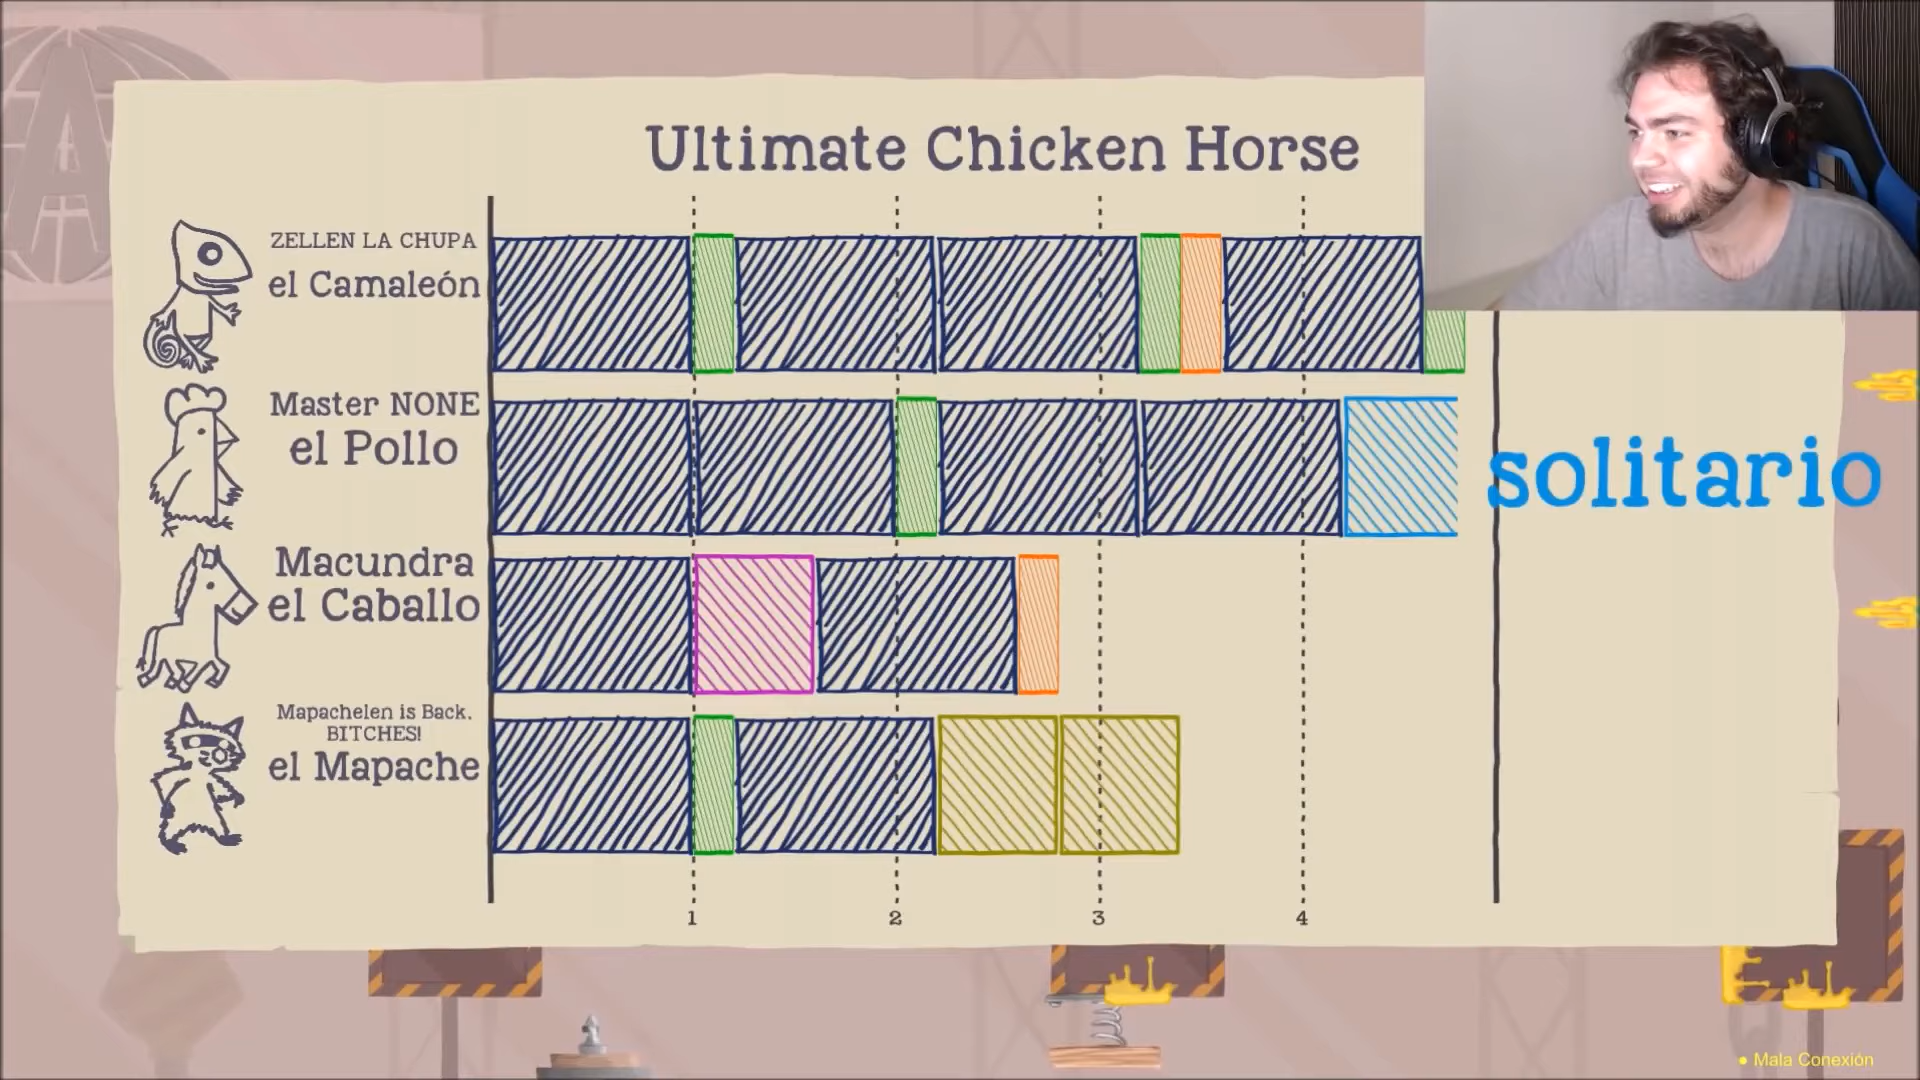 Ultimate Chicken Horse
ZELLEN LA CHUPA
el Camaleón
Master NONE
el Pollo
solitario
Macundra
el Caballo
Mapachelen is Back.
BITCHES!
el Mapache
1 2 3 4
● Mala Conexión